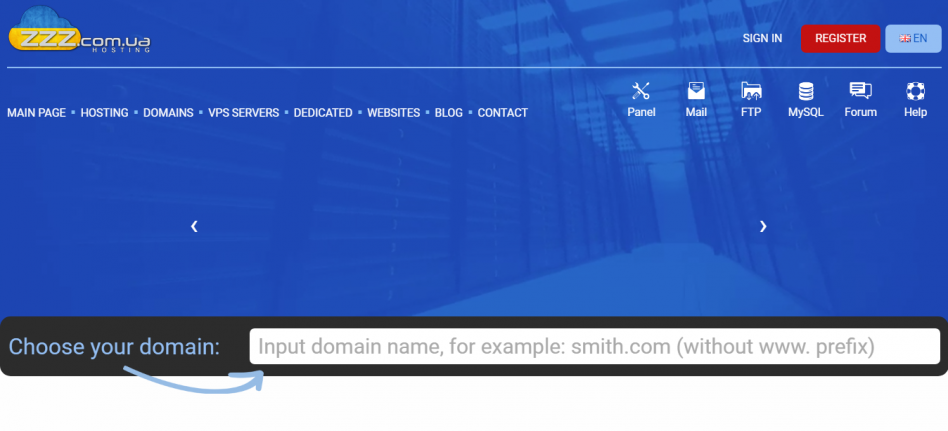 ZZZ.com.ua
HOSTING
SIGN IN
REGISTER
EN
MAIN PAGE HOSTING DOMAINS VPS SERVERS DEDICATED WEBSITES BLOG CONTACT
Panel Mail FTP MySQL Forum Help
Choose your domain: Input domain name, for example: smith.com (without www. prefix)